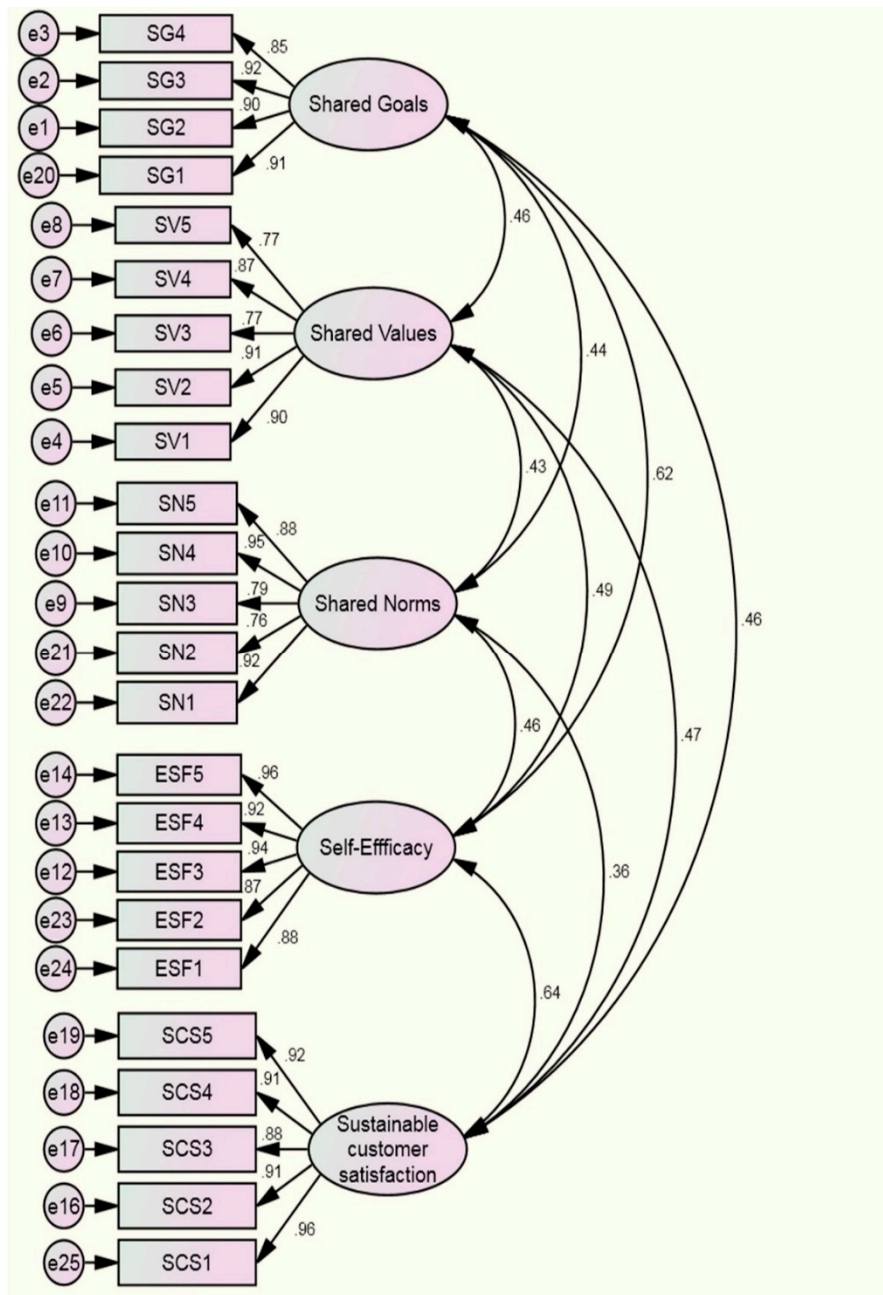 e3 SG4 .85
e2 SG3 .92
e1 SG2 .90
e20 SG1 .91
Shared Goals
e8 SV5 .77
e7 SV4 .87
e6 SV3 .77
e5 SV2 .91
e4 SV1 .90
Shared Values
e11 SN5 .88
e10 SN4 .95
e9 SN3 .79
e21 SN2 .76
e22 SN1 .92
Shared Norms
e14 ESF5 .96
e13 ESF4 .92
e12 ESF3 .94
e23 ESF2 .87
e24 ESF1 .88
Self-Effficacy
e19 SCS5 .92
e18 SCS4 .91
e17 SCS3 .88
e16 SCS2 .91
e25 SCS1 .96
Sustainable
customer
satisfaction
.46
.44
.43
.62
.49
.46
.46
.47
.36
.64